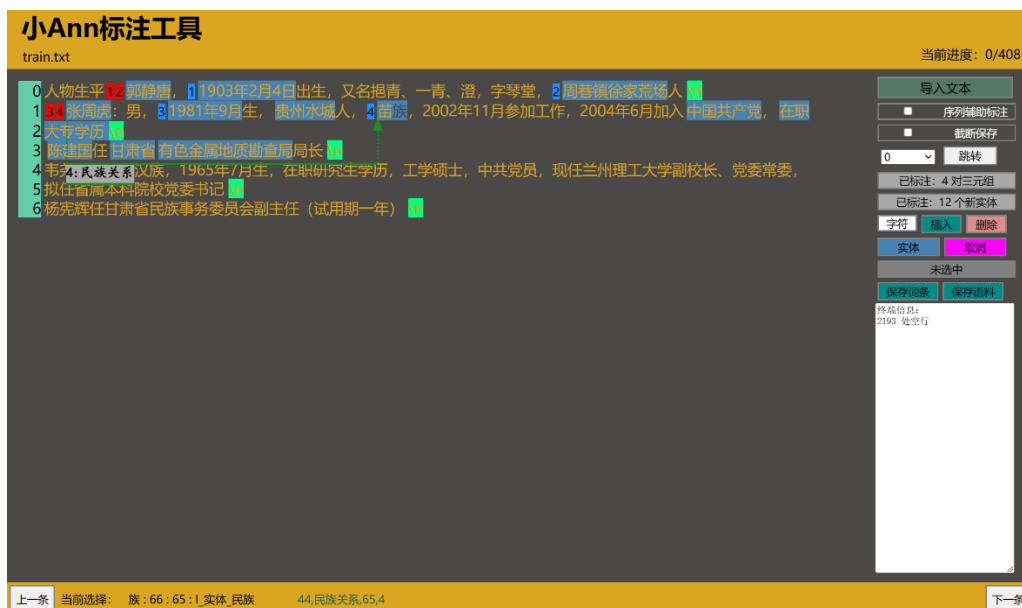 小Ann标注工具
train.txt
当前进度：0/408
0 人物生平 1 2 郭静唐，1 1903年2月4日出生，又名挹青、一青、澄，字琴堂，2 周巷镇徐家荒场人 \n
1 3 4 张周虎：男，3 1981年9月生，贵州水城人，4 苗族，2002年11月参加工作，2004年6月加入 中国共产党，在职
2 大专学历 \n
3 陈建国任 甘肃省 有色金属地质勘查局局长 \n
4 韦 汉族，1965年7月生，在职研究生学历，工学硕士，中共党员，现任兰州理工大学副校长、党委常委，
4: 民族关系
5 拟任省属本科院校党委书记 \n
6 杨宪辉任甘肃省民族事务委员会副主任（试用期一年） \n
导入文本
序列辅助标注
截断保存
0 跳转
已标注：4 对三元组
已标注：12 个新实体
字符 插入 删除
实体 取消
未选中
保存词条 保存语料
终端信息：
2193 处空行
上一条 当前选择： 族 : 66 : 65 : I_实体_民族 44,民族关系,65,4 下一条